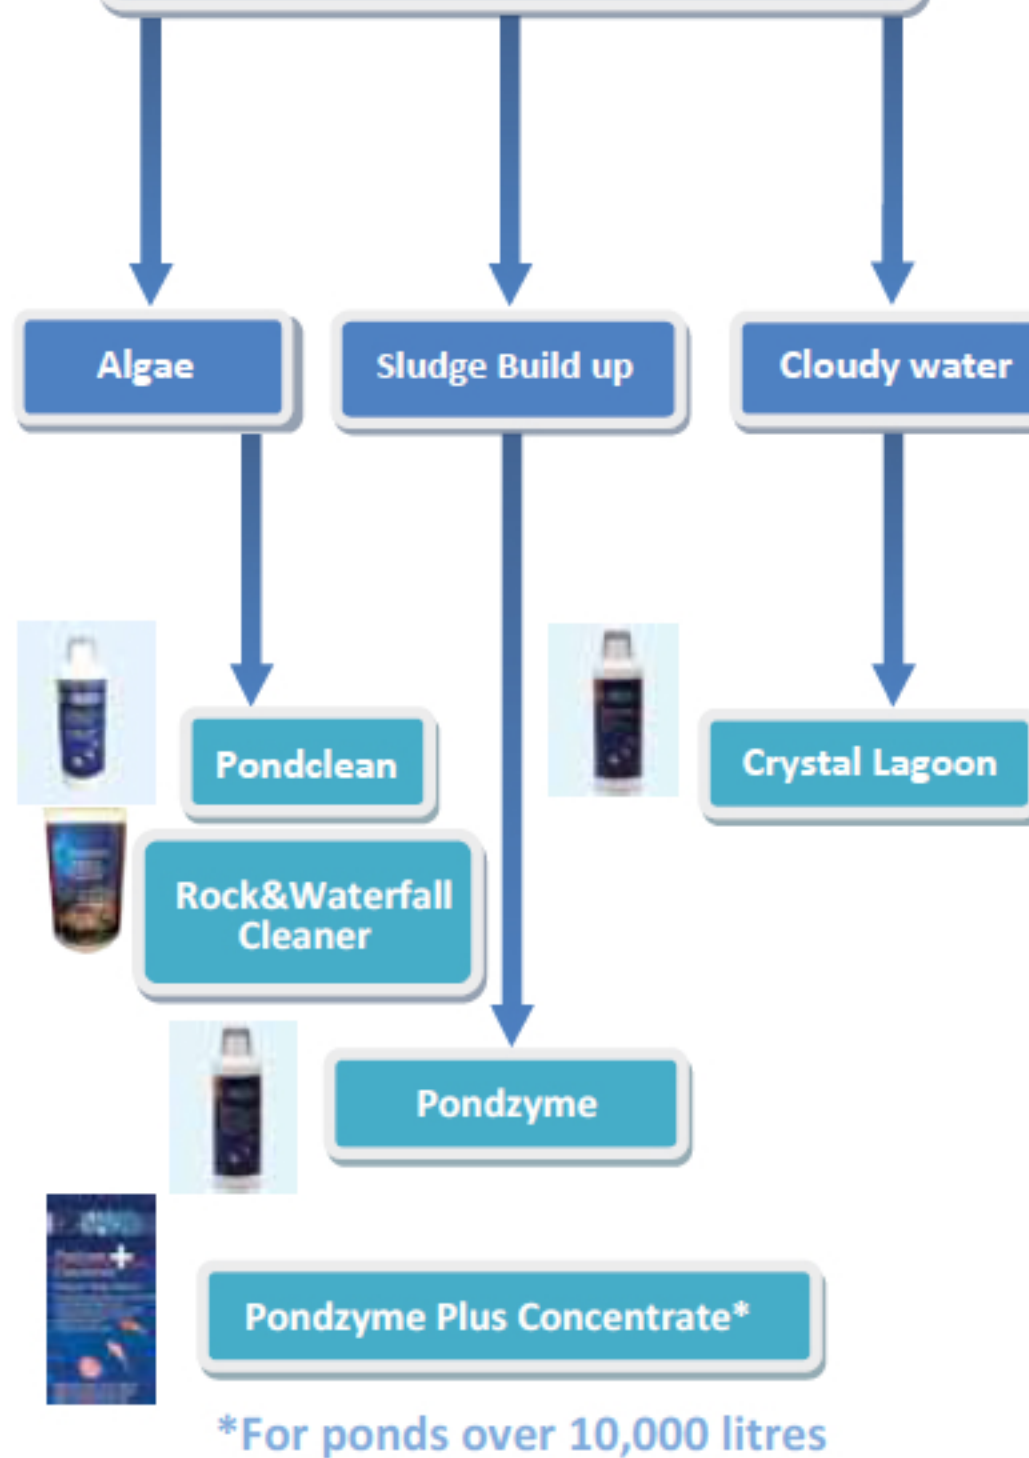 Algae
Sludge Build up
Cloudy water
Pondclean
Crystal Lagoon
Rock&Waterfall
Cleaner
Pondzyme
Pondzyme Plus Concentrate*
*For ponds over 10,000 litres